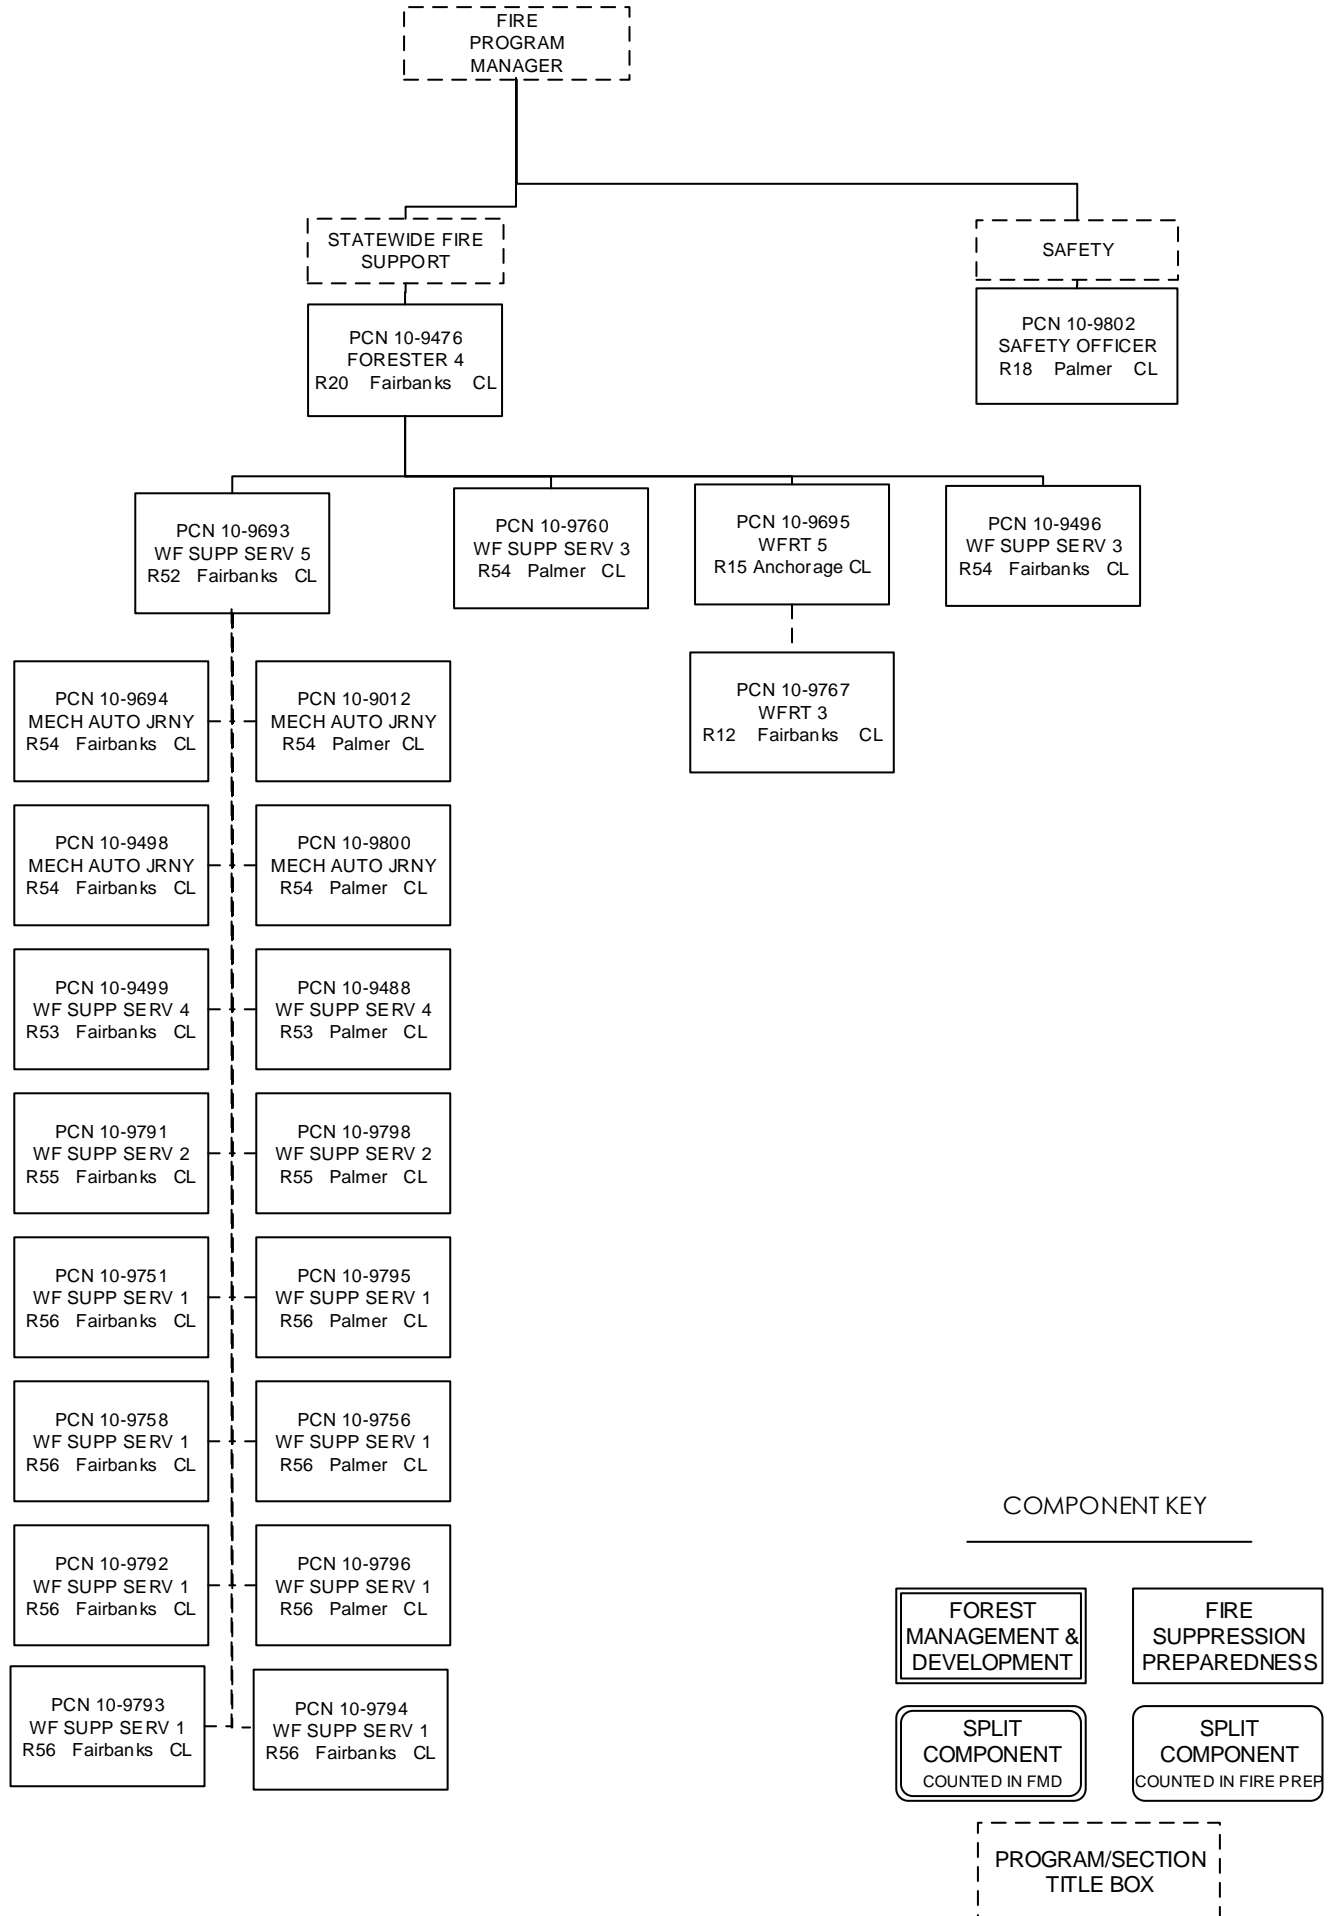 FIRE
PROGRAM
MANAGER
STATEWIDE FIRE
SUPPORT
SAFETY
PCN 10-9476
FORESTER 4
R20 Fairbanks CL
PCN 10-9802
SAFETY OFFICER
R18 Palmer CL
PCN 10-9693
WF SUPP SERV 5
R52 Fairbanks CL
PCN 10-9760
WF SUPP SERV 3
R54 Palmer CL
PCN 10-9695
WFRT 5
R15 Anchorage CL
PCN 10-9496
WF SUPP SERV 3
R54 Fairbanks CL
PCN 10-9694
MECH AUTO JRNY
R54 Fairbanks CL
PCN 10-9012
MECH AUTO JRNY
R54 Palmer CL
PCN 10-9767
WFRT 3
R12 Fairbanks CL
PCN 10-9498
MECH AUTO JRNY
R54 Fairbanks CL
PCN 10-9800
MECH AUTO JRNY
R54 Palmer CL
PCN 10-9499
WF SUPP SERV 4
R53 Fairbanks CL
PCN 10-9488
WF SUPP SERV 4
R53 Palmer CL
PCN 10-9791
WF SUPP SERV 2
R55 Fairbanks CL
PCN 10-9798
WF SUPP SERV 2
R55 Palmer CL
PCN 10-9751
WF SUPP SERV 1
R56 Fairbanks CL
PCN 10-9795
WF SUPP SERV 1
R56 Palmer CL
PCN 10-9758
WF SUPP SERV 1
R56 Fairbanks CL
PCN 10-9756
WF SUPP SERV 1
R56 Palmer CL
PCN 10-9792
WF SUPP SERV 1
R56 Fairbanks CL
PCN 10-9796
WF SUPP SERV 1
R56 Palmer CL
PCN 10-9793
WF SUPP SERV 1
R56 Fairbanks CL
PCN 10-9794
WF SUPP SERV 1
R56 Fairbanks CL
COMPONENT KEY
FOREST
MANAGEMENT &
DEVELOPMENT
FIRE
SUPPRESSION
PREPAREDNESS
SPLIT
COMPONENT
COUNTED IN FMD
SPLIT
COMPONENT
COUNTED IN FIRE PREP
PROGRAM/SECTION
TITLE BOX